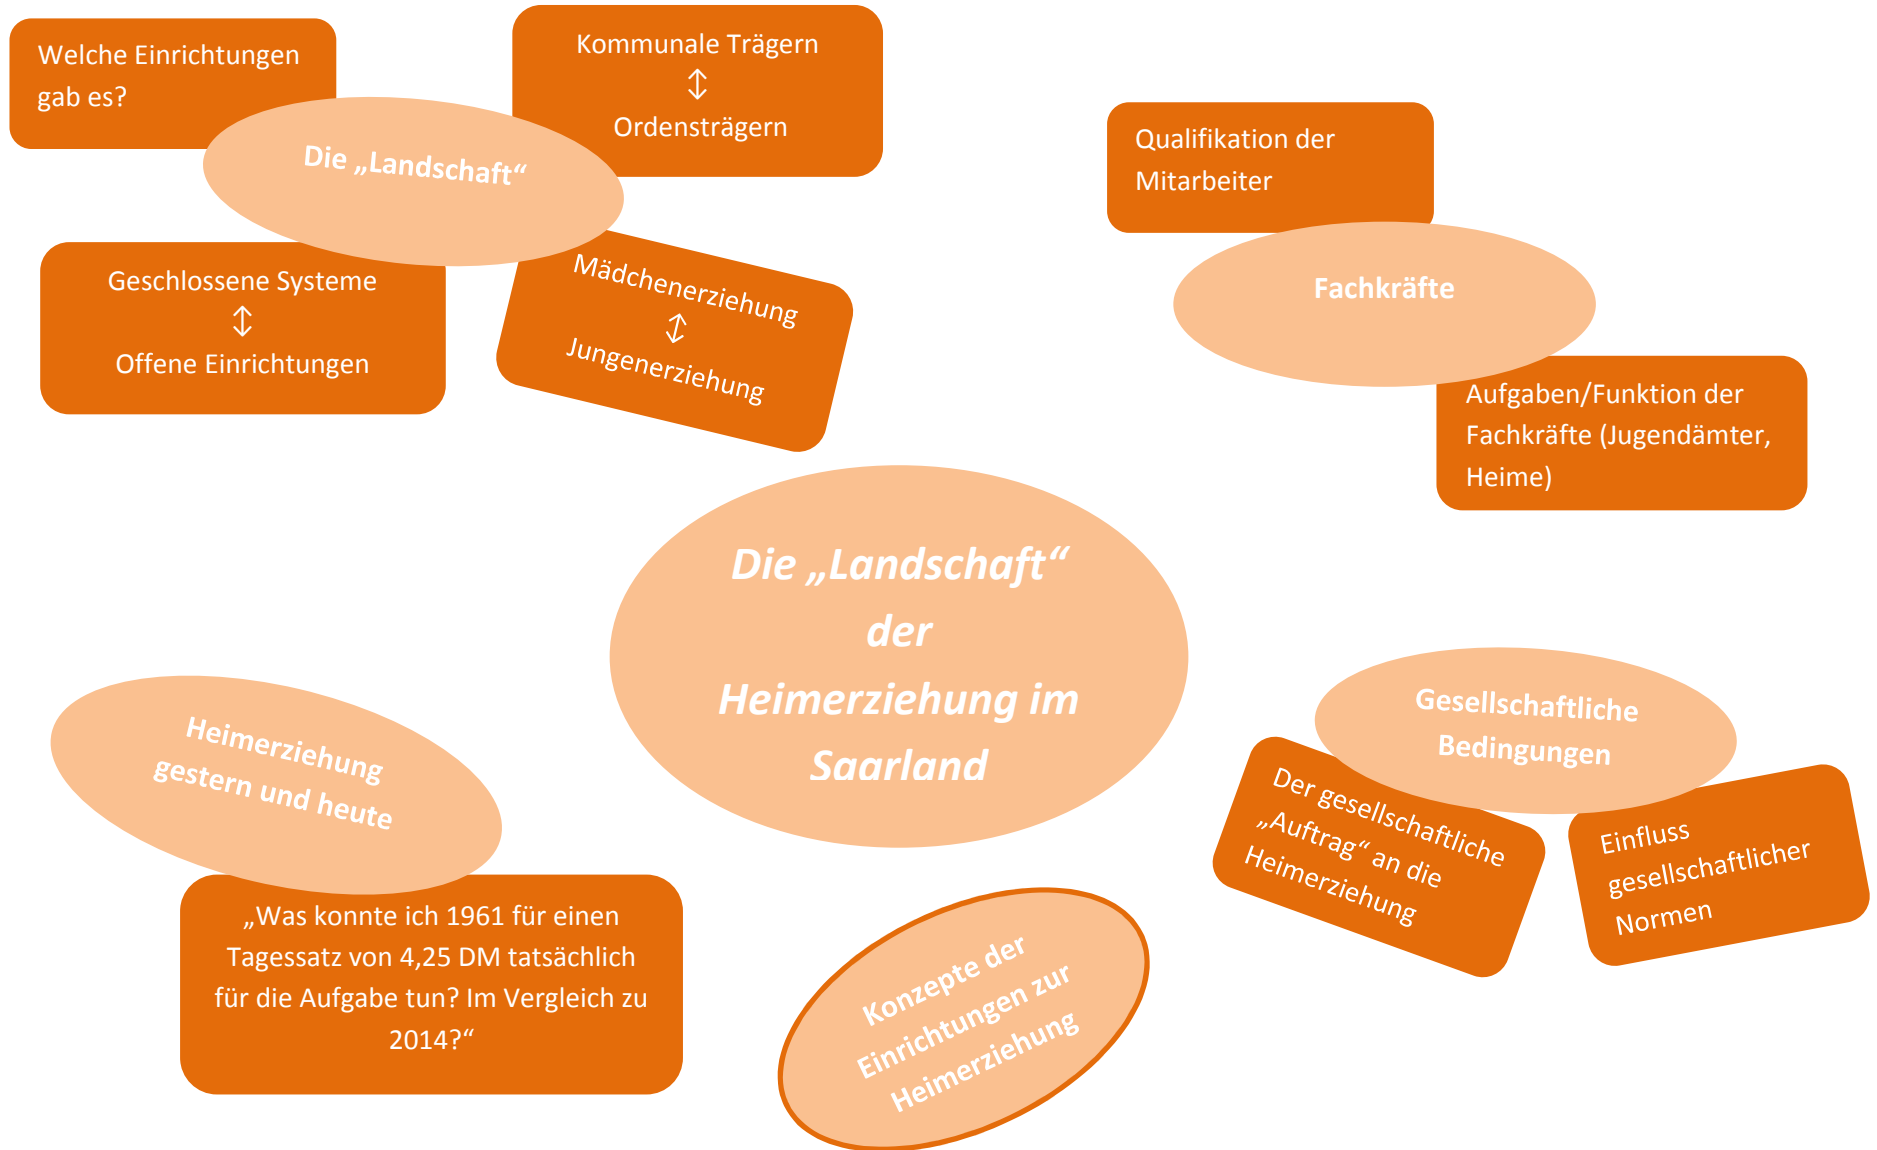 Welche Einrichtungen
gab es?
Kommunale Trägern
↕
Ordensträgern
Die „Landschaft“
Geschlossene Systeme
↕
Offene Einrichtungen
Mädchenerziehung
↕
Jungenerziehung
Qualifikation der
Mitarbeiter
Fachkräfte
Aufgaben/Funktion der
Fachkräfte (Jugendämter,
Heime)
Die „Landschaft“
der
Heimerziehung im
Saarland
Heimerziehung
gestern und heute
„Was konnte ich 1961 für einen
Tagessatz von 4,25 DM tatsächlich
für die Aufgabe tun? Im Vergleich zu
2014?“
Konzepte der
Einrichtungen zur
Heimerziehung
Gesellschaftliche
Bedingungen
Der gesellschaftliche
„Auftrag“ an die
Heimerziehung
Einfluss
gesellschaftlicher
Normen